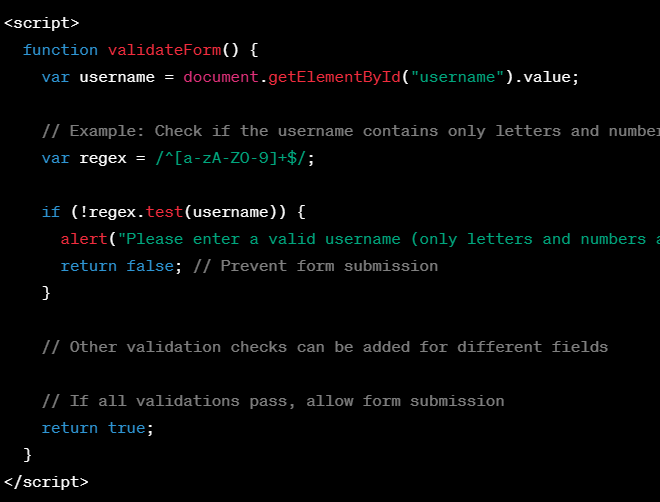 <script>
function validateForm() {
var username = document.getElementById("username").value;
// Example: Check if the username contains only letters and number
var regex = /^[a-zA-Z0-9]+$/;
if (!regex.test(username)) {
alert("Please enter a valid username (only letters and numbers a
return false; // Prevent form submission
}
// Other validation checks can be added for different fields
// If all validations pass, allow form submission
return true;
}
</script>